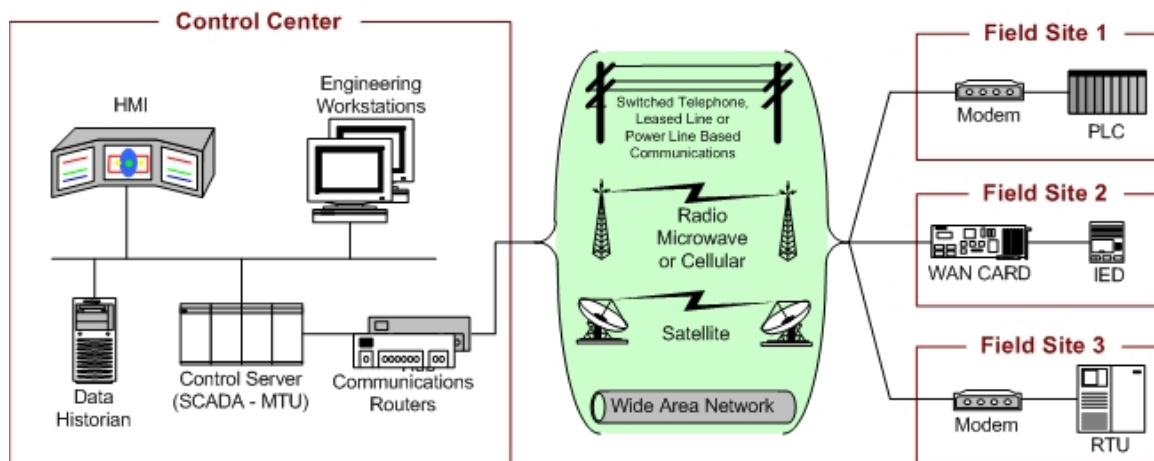 Control Center
HMI
Engineering
Workstations
Data
Historian
Control Server
(SCADA - MTU)
Communications
Routers
Switched Telephone,
Leased Line or
Power Line Based
Communications
Radio
Microwave
or Cellular
Satellite
Wide Area Network
Field Site 1
Modem
PLC
Field Site 2
WAN CARD
IED
Field Site 3
Modem
RTU